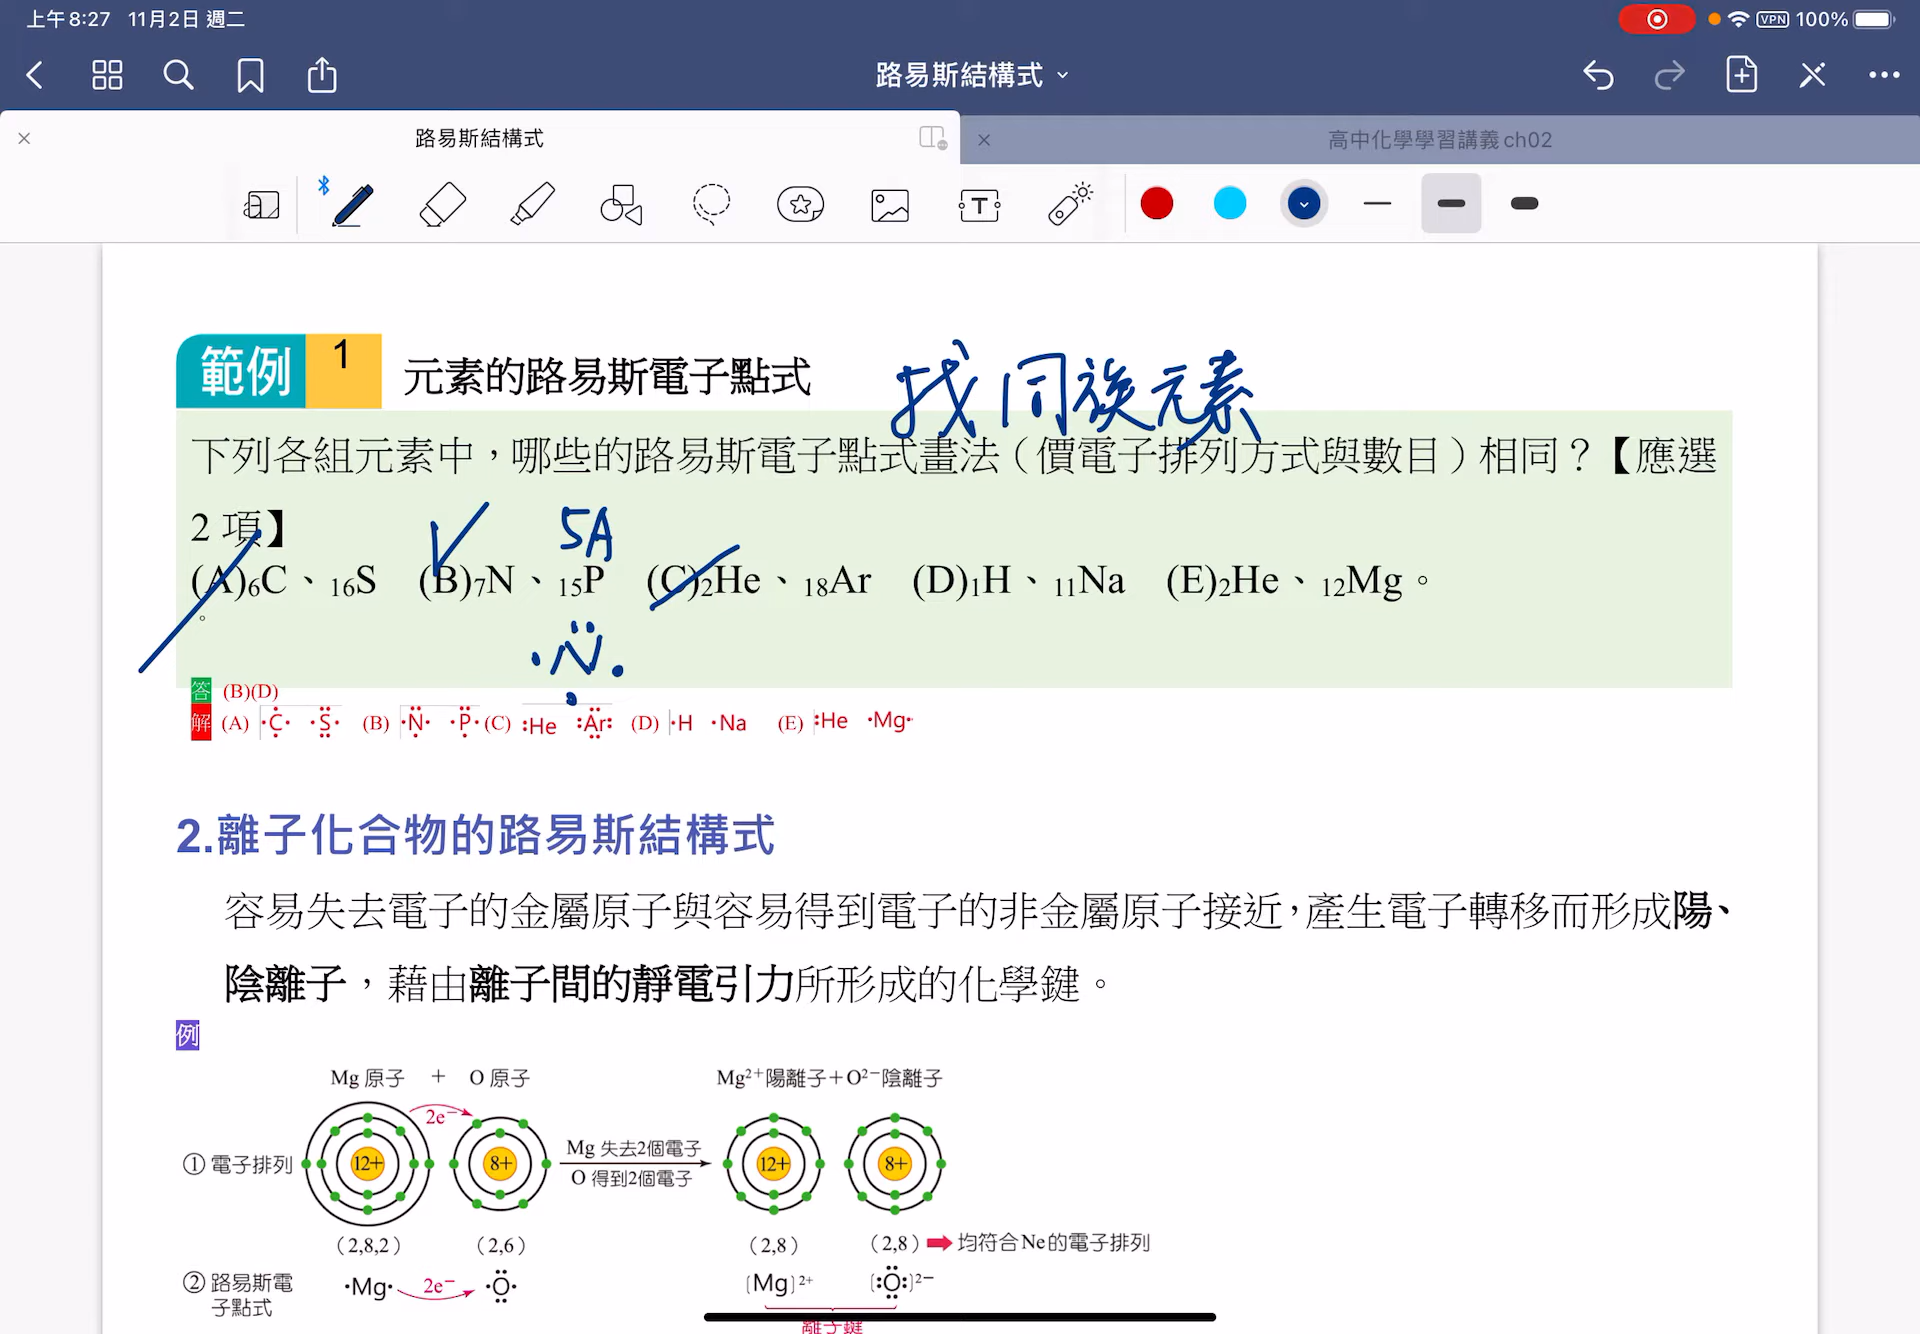 上午8:27 11月2日 週二 VPN 100%
路易斯結構式
路易斯結構式 高中化學學習講義ch02
範例 1 元素的路易斯電子點式 找同族元素
下列各組元素中，哪些的路易斯電子點式畫法（價電子排列方式與數目）相同？【應選
2 項】 5A
(A)₆C、₁₆S (B)₇N、₁₅P (C)₂He、₁₈Ar (D)₁H、₁₁Na (E)₂He、₁₂Mg。
。
N
答 (B)(D)
解 (A) ·C· ·S· (B) ·N· ·P· (C) :He :Ar: (D) ·H ·Na (E) :He ·Mg·
2.離子化合物的路易斯結構式
容易失去電子的金屬原子與容易得到電子的非金屬原子接近，產生電子轉移而形成陽、
陰離子，藉由離子間的靜電引力所形成的化學鍵。
例
Mg 原子 + O 原子 Mg²⁺陽離子+O²⁻陰離子
①電子排列 12+ 2e⁻ 8+ Mg 失去2個電子 12+ 8+
O 得到2個電子
(2,8,2) (2,6) (2,8) (2,8) ➡ 均符合Ne的電子排列
②路易斯電 ·Mg· 2e⁻ ·O· [Mg]²⁺ [:O:]²⁻
子點式
離子鍵